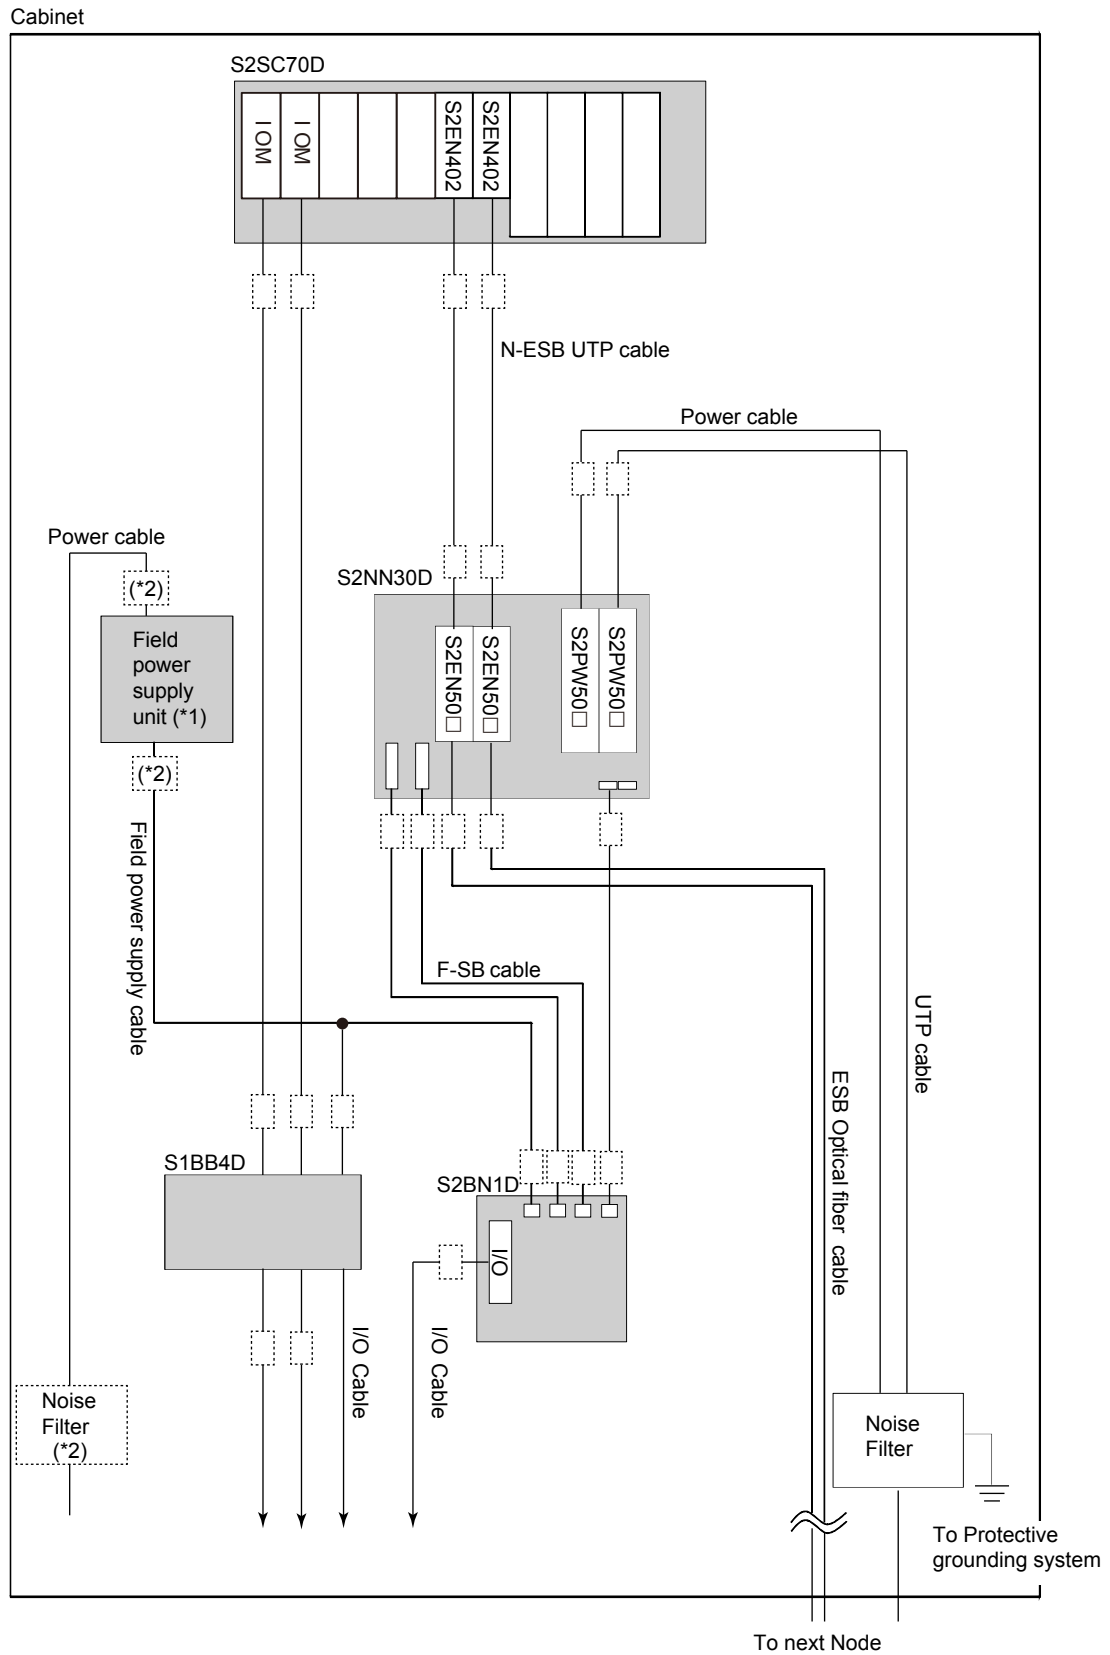 Cabinet
S2SC70D
I OM
I OM
S2EN402
S2EN402
N-ESB UTP cable
Power cable
Power cable
(*2)
S2NN30D
Field
power
supply
unit (*1)
S2EN50□
S2EN50□
S2PW50□
S2PW50□
(*2)
Field power supply cable
F-SB cable
UTP cable
ESB Optical fiber cable
S1BB4D
S2BN1D
I/O
I/O Cable
I/O Cable
Noise
Filter
(*2)
Noise
Filter
To Protective
grounding system
To next Node